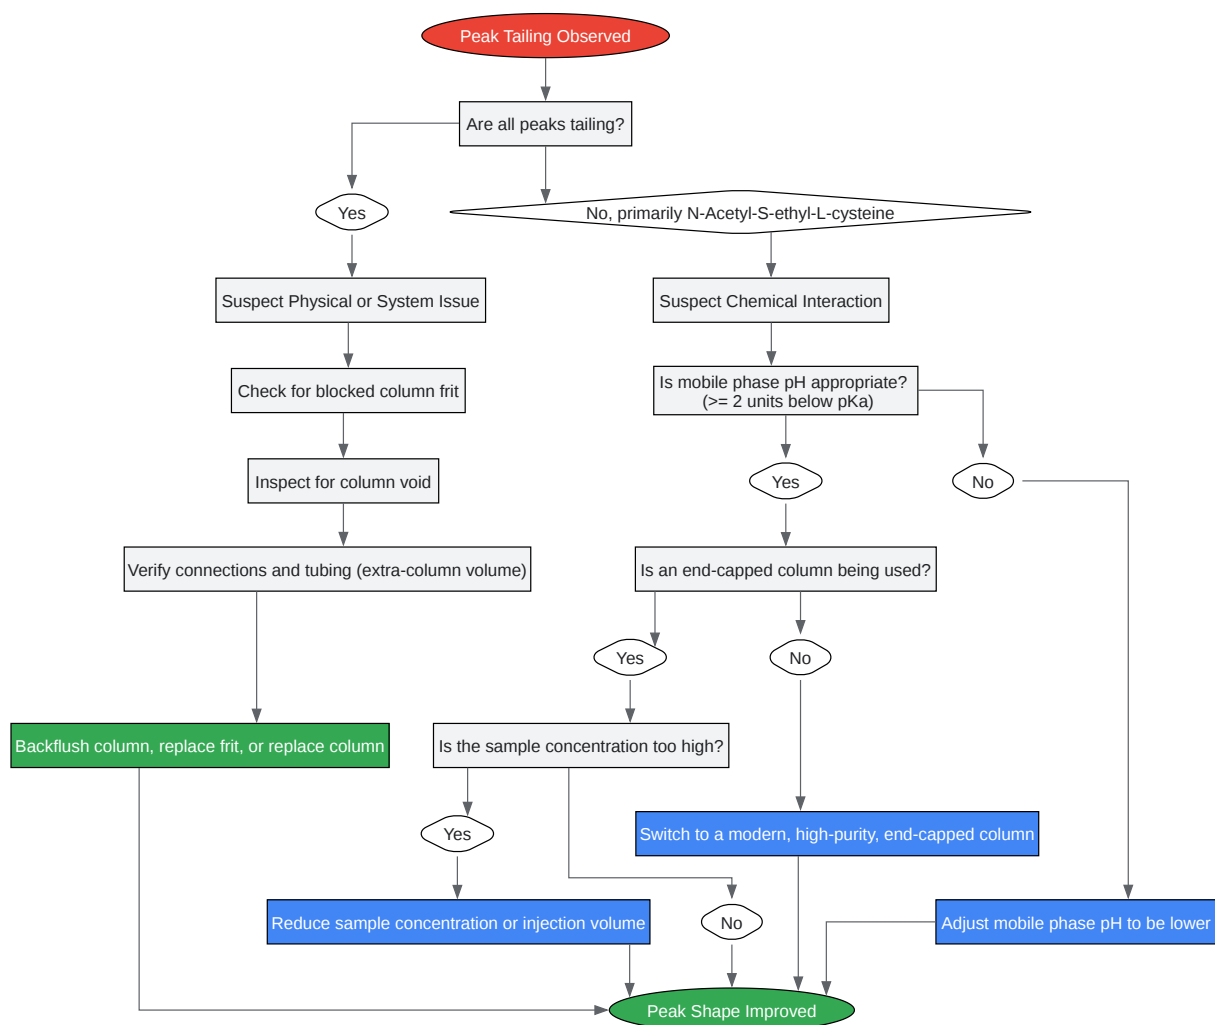 Peak Tailing Observed
Are all peaks tailing?
Yes
No, primarily N-Acetyl-S-ethyl-L-cysteine
Suspect Physical or System Issue
Suspect Chemical Interaction
Check for blocked column frit
Is mobile phase pH appropriate?
(>= 2 units below pKa)
Inspect for column void
Yes
No
Verify connections and tubing (extra-column volume)
Is an end-capped column being used?
Yes
No
Backflush column, replace frit, or replace column
Is the sample concentration too high?
Yes
Switch to a modern, high-purity, end-capped column
Reduce sample concentration or injection volume
No
Adjust mobile phase pH to be lower
Peak Shape Improved